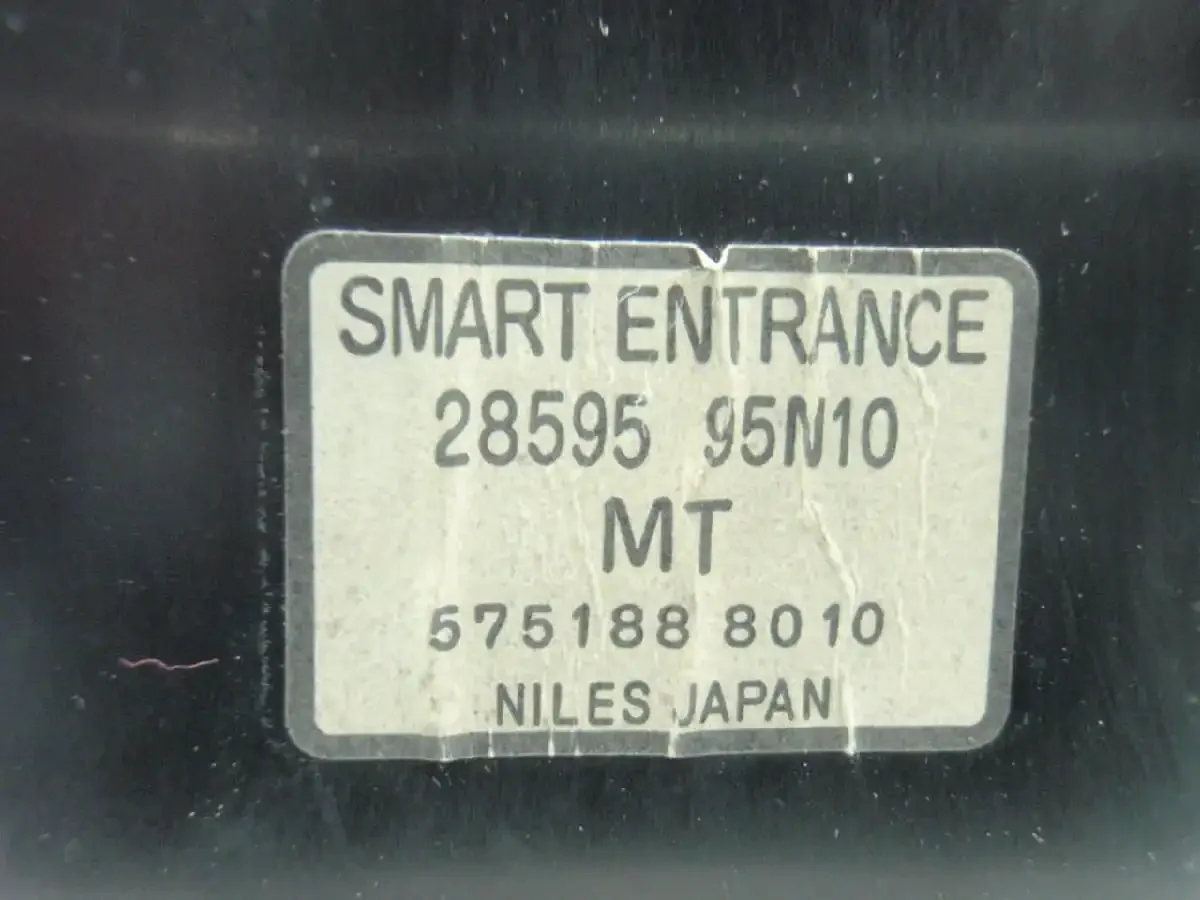 SMART ENTRANCE
28595 95N10
MT
575188 8010
NILES JAPAN